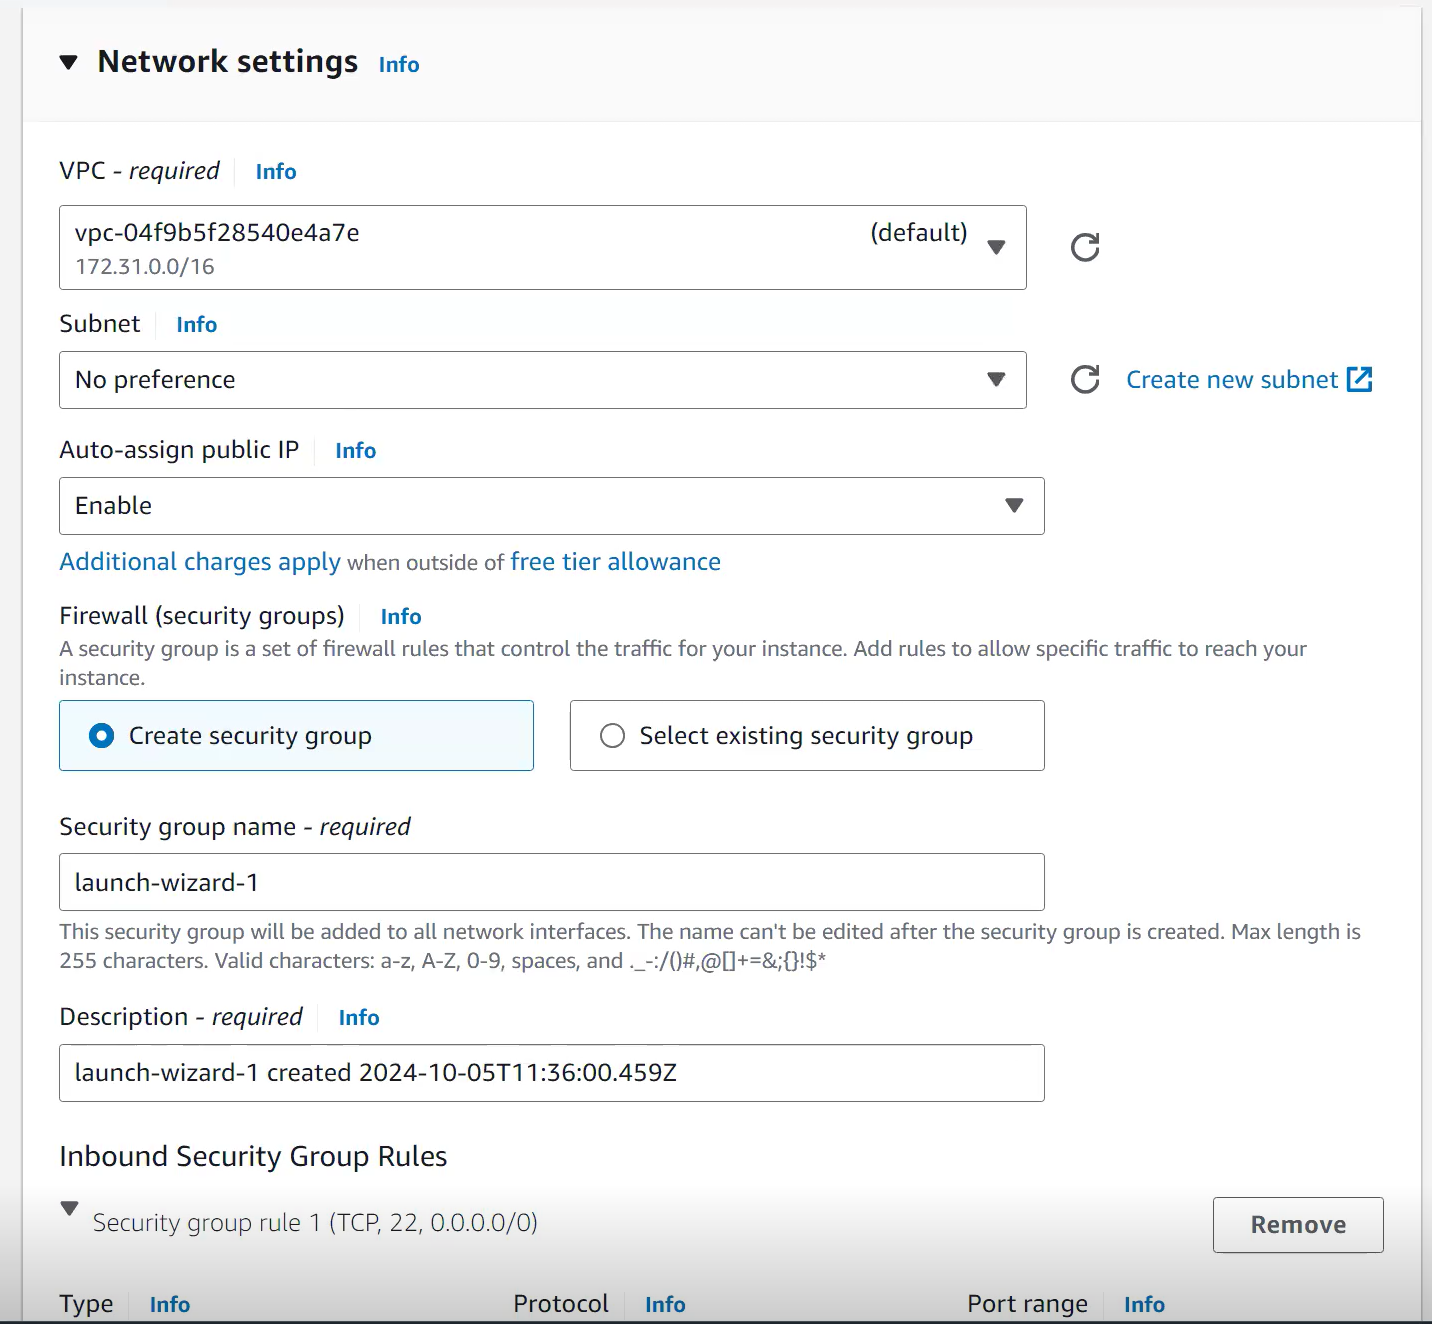 Network settings Info
VPC - required Info
vpc-04f9b5f28540e4a7e (default)
172.31.0.0/16
Subnet Info
No preference
Create new subnet
Auto-assign public IP Info
Enable
Additional charges apply when outside of free tier allowance
Firewall (security groups) Info
A security group is a set of firewall rules that control the traffic for your instance. Add rules to allow specific traffic to reach your
instance.
Create security group
Select existing security group
Security group name - required
launch-wizard-1
This security group will be added to all network interfaces. The name can't be edited after the security group is created. Max length is
255 characters. Valid characters: a-z, A-Z, 0-9, spaces, and ._-:/()#,@[]+=&;{}!$*
Description - required Info
launch-wizard-1 created 2024-10-05T11:36:00.459Z
Inbound Security Group Rules
Security group rule 1 (TCP, 22, 0.0.0.0/0)
Remove
Type Info Protocol Info Port range Info